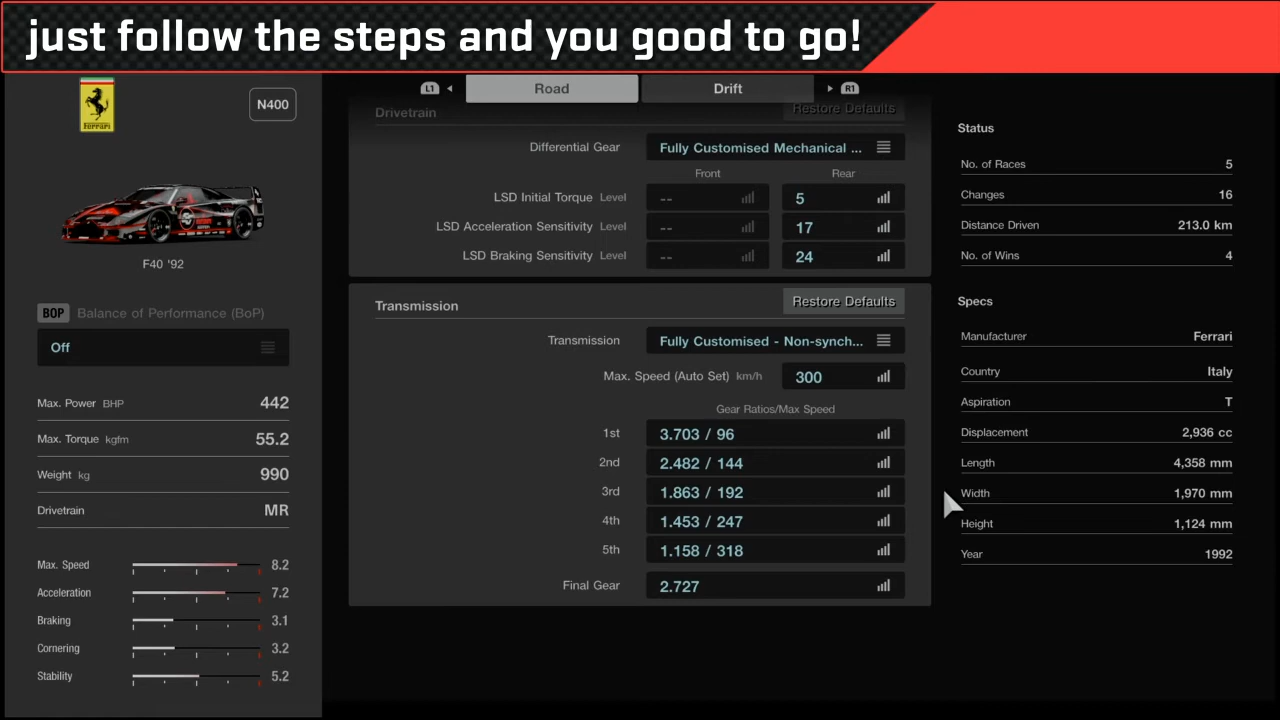 just follow the steps and you good to go!
Ferrari
N400
F40 '92
BOP Balance of Performance (BoP)
Off
Max. Power BHP 442
Max. Torque kgfm 55.2
Weight kg 990
Drivetrain MR
Max. Speed 8.2
Acceleration 7.2
Braking 3.1
Cornering 3.2
Stability 5.2
L1 Road Drift R1
Drivetrain Restore Defaults
Differential Gear Fully Customised Mechanical ...
Front Rear
LSD Initial Torque Level -- 5
LSD Acceleration Sensitivity Level -- 17
LSD Braking Sensitivity Level -- 24
Transmission Restore Defaults
Transmission Fully Customised - Non-synch...
Max. Speed (Auto Set) km/h 300
Gear Ratios/Max Speed
1st 3.703 / 96
2nd 2.482 / 144
3rd 1.863 / 192
4th 1.453 / 247
5th 1.158 / 318
Final Gear 2.727
Status
No. of Races 5
Changes 16
Distance Driven 213.0 km
No. of Wins 4
Specs
Manufacturer Ferrari
Country Italy
Aspiration T
Displacement 2,936 cc
Length 4,358 mm
Width 1,970 mm
Height 1,124 mm
Year 1992